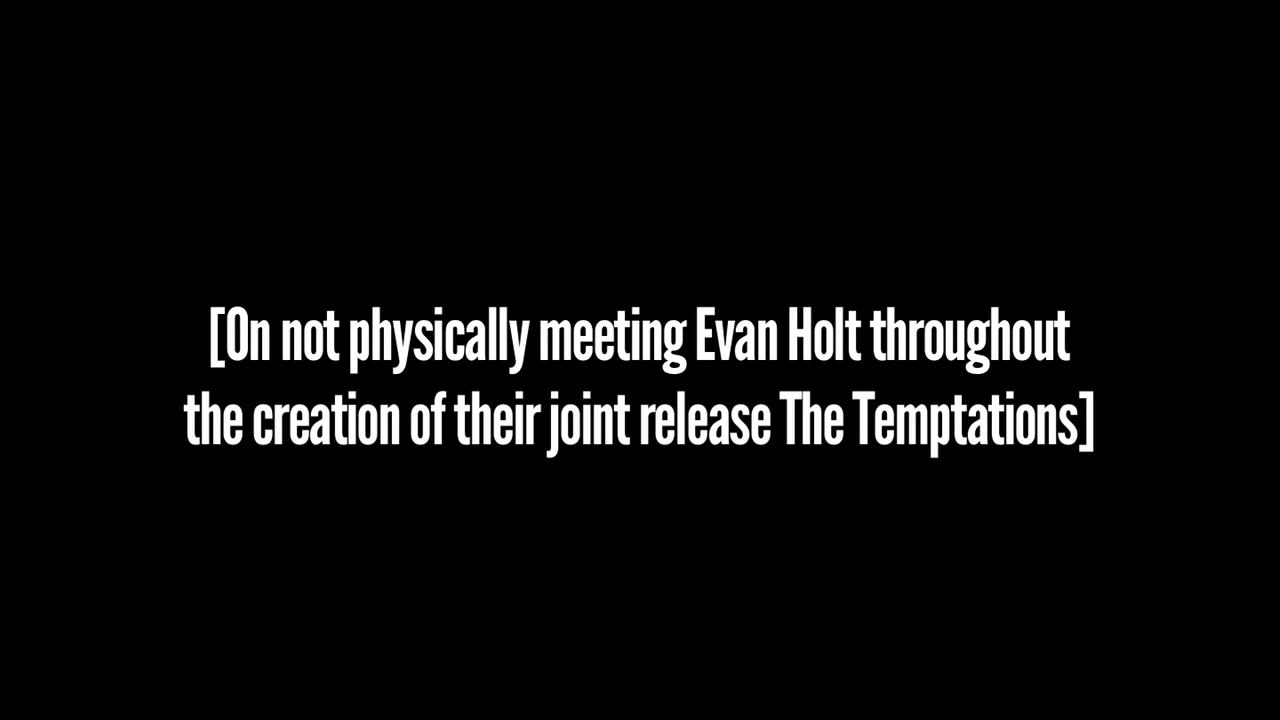 [On not physically meeting Evan Holt throughout
the creation of their joint release The Temptations]